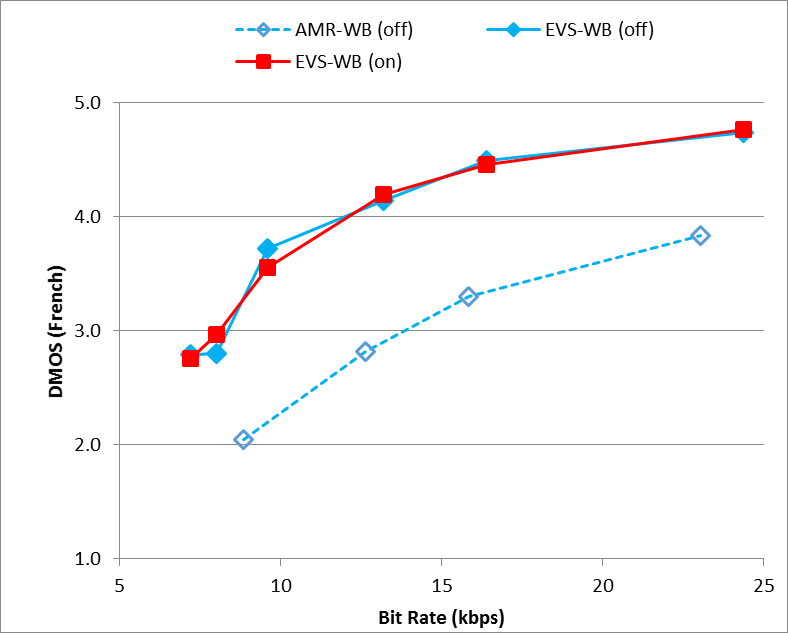 AMR-WB (off) EVS-WB (off)
EVS-WB (on)
5.0
4.0
3.0
2.0
1.0
DMOS (French)
5 10 15 20 25
Bit Rate (kbps)